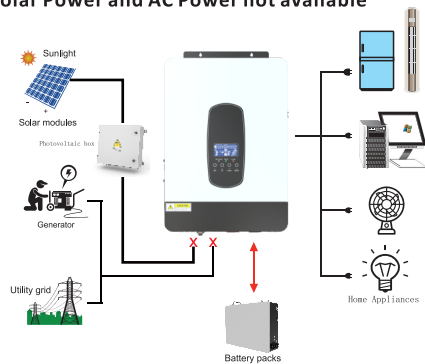 olar Power and AC Power not available
Sunlight
- +
Solar modules
Photovoltaic box
Generator
Utility grid
X X
Battery packs
Home Appliances